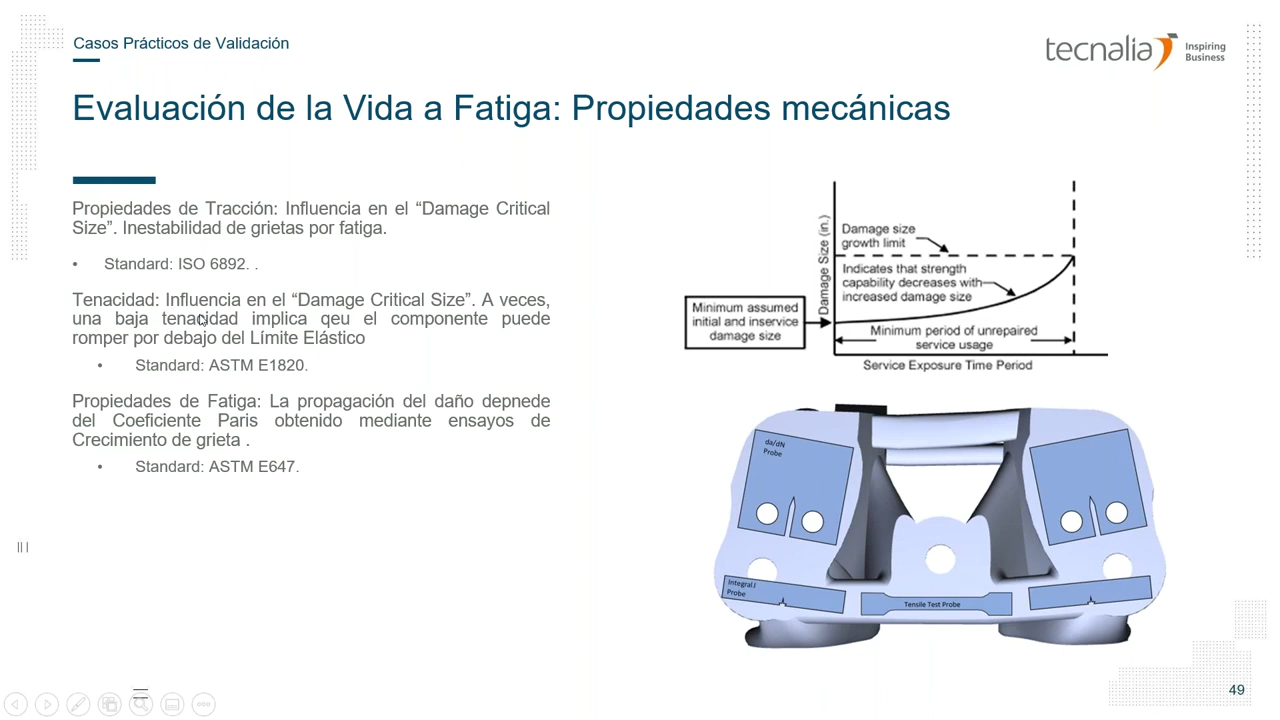 Casos Prácticos de Validación
tecnalia
Inspiring
Business
Evaluación de la Vida a Fatiga: Propiedades mecánicas
Propiedades de Tracción: Influencia en el “Damage Critical
Size”. Inestabilidad de grietas por fatiga.
• Standard: ISO 6892. .
Tenacidad: Influencia en el “Damage Critical Size”. A veces,
una baja tenacidad implica qeu el componente puede
romper por debajo del Límite Elástico
• Standard: ASTM E1820.
Propiedades de Fatiga: La propagación del daño depnede
del Coeficiente Paris obtenido mediante ensayos de
Crecimiento de grieta .
• Standard: ASTM E647.
Damage Size (in.)
Damage size
growth limit
Indicates that strength
capability decreases with
increased damage size
Minimum assumed
initial and inservice
damage size
Minimum period of unrepaired
service usage
Service Exposure Time Period
da/dN
Probe
Integral J
Probe
Tensile Test Probe
49